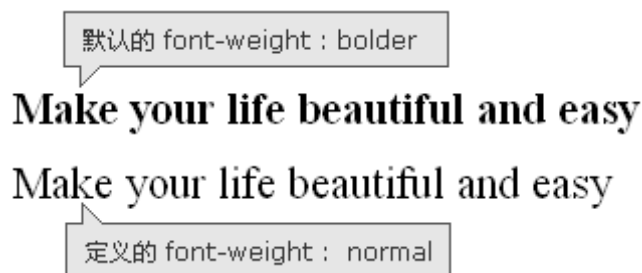 默认的 font-weight：bolder
Make your life beautiful and easy
Make your life beautiful and easy
定义的 font-weight： normal